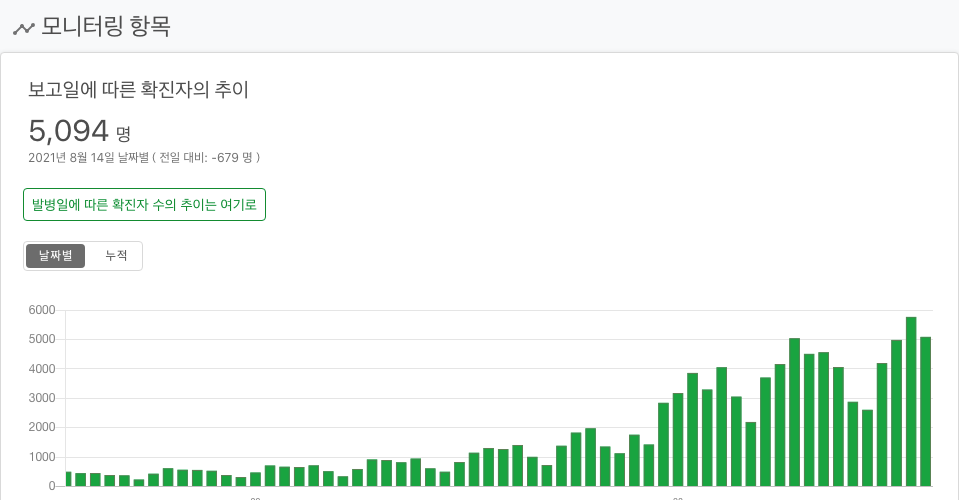 모니터링 항목
보고일에 따른 확진자의 추이
5,094 명
2021년 8월 14일 날짜별 ( 전일 대비: -679 명 )
발병일에 따른 확진자 수의 추이는 여기로
날짜별 누적
6000
5000
4000
3000
2000
1000
0